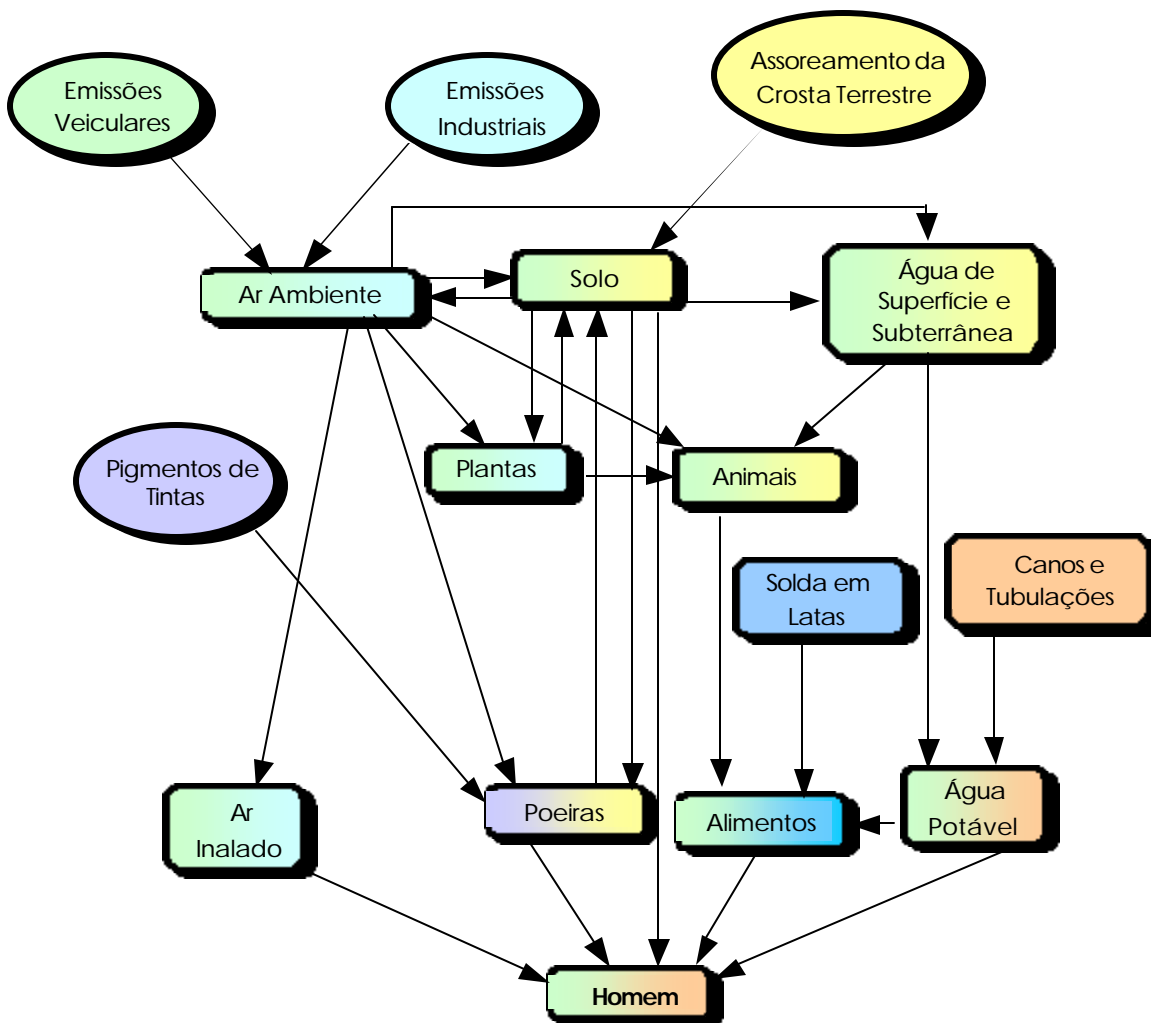 Emissões
Veiculares
Emissões
Industriais
Assoreamento da
Crosta Terrestre
Ar Ambiente
Solo
Água de
Superfície e
Subterrânea
Pigmentos de
Tintas
Plantas
Animais
Solda em
Latas
Canos e
Tubulações
Ar
Inalado
Poeiras
Alimentos
Água
Potável
Homem